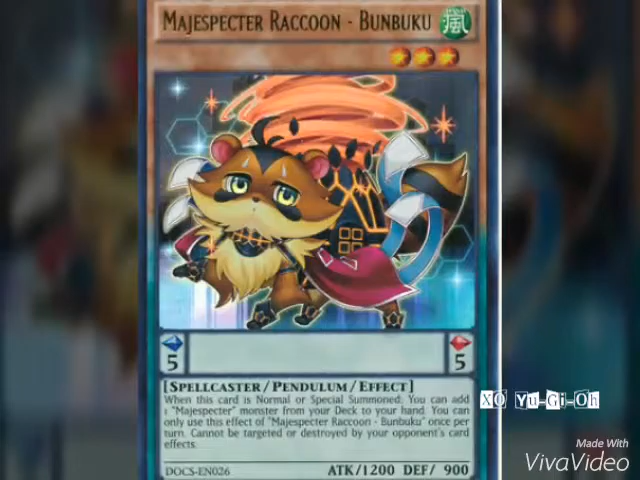 MAJESPECTER RACCOON - BUNBUKU 嵐
5 5
[SPELLCASTER / PENDULUM / EFFECT]
When this card is Normal or Special Summoned: You can add
1 "Majespecter" monster from your Deck to your hand. You can
only use this effect of "Majespecter Raccoon - Bunbuku" once per
turn. Cannot be targeted or destroyed by your opponent's card
effects.
DOCS-EN026 ATK/1200 DEF/ 900
XO Yu-Gi-Oh
Made With
VivaVideo